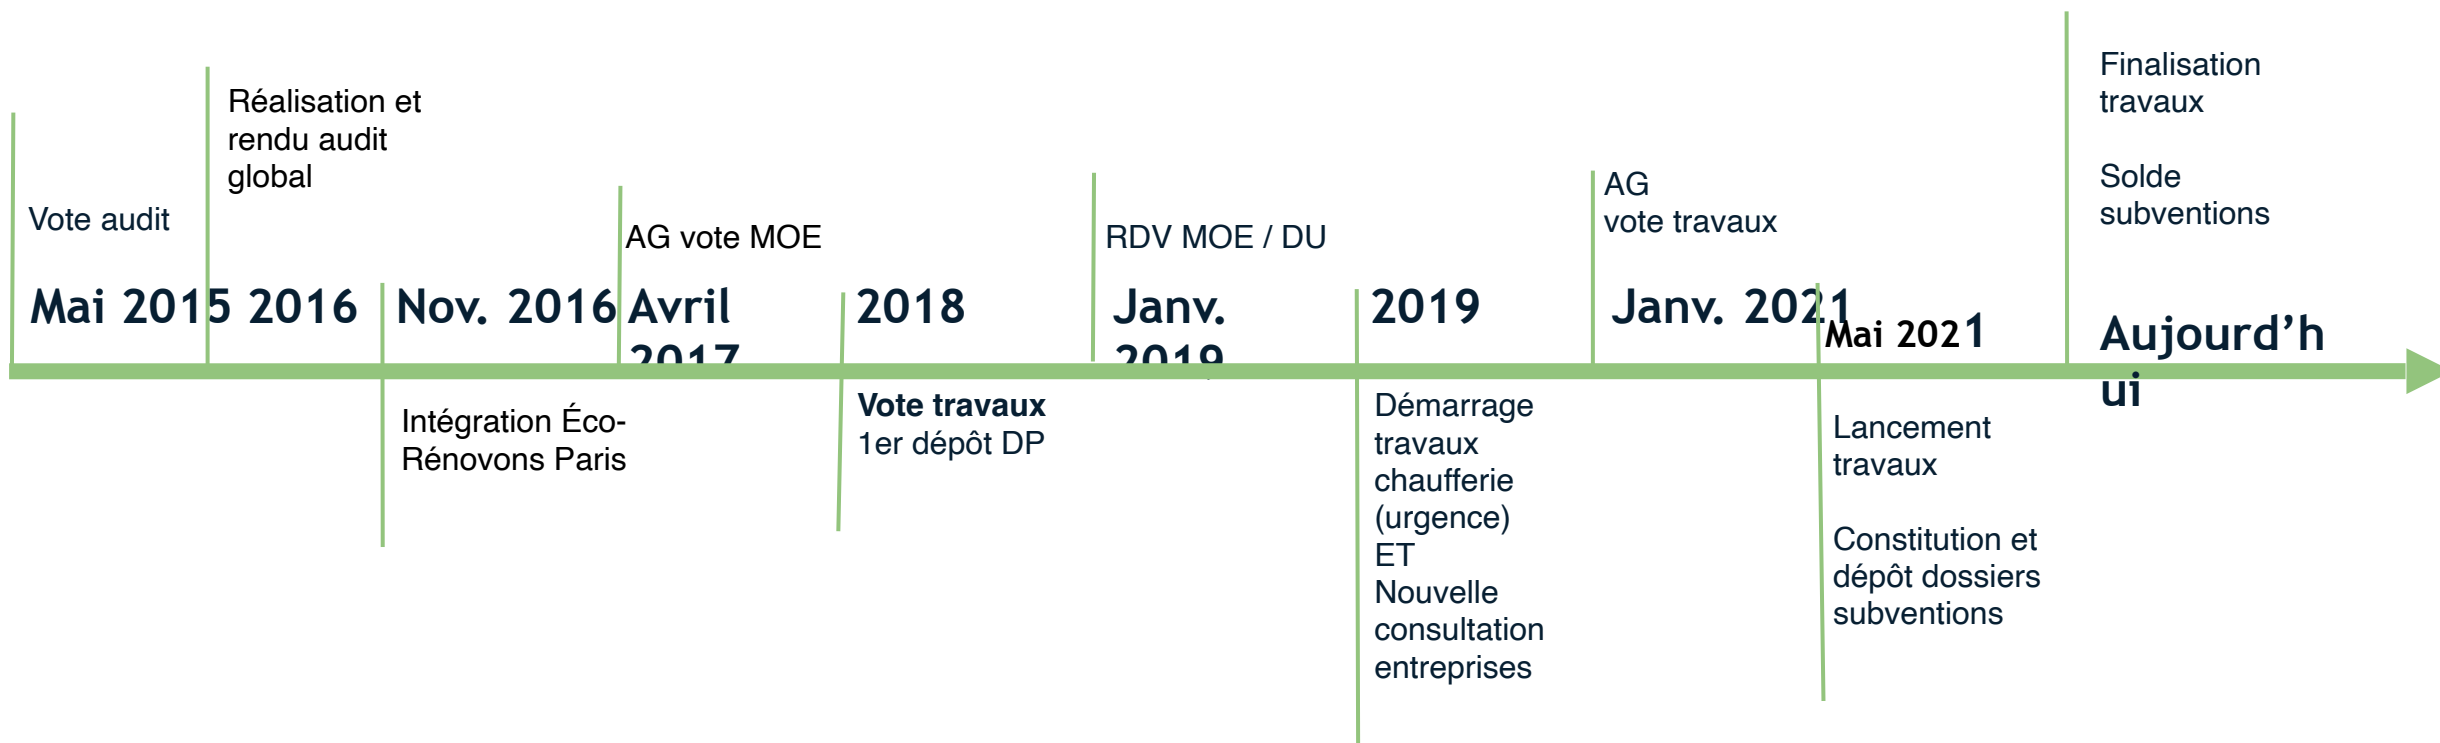 Vote audit
Mai 2015
Réalisation et
rendu audit
global
2016
Nov. 2016
Intégration Éco-
Rénovons Paris
AG vote MOE
Avril
2017
2018
Vote travaux
1er dépôt DP
RDV MOE / DU
Janv.
2019
2019
Démarrage
travaux
chaufferie
(urgence)
ET
Nouvelle
consultation
entreprises
AG
vote travaux
Janv. 2021
Mai 2021
Lancement
travaux
Constitution et
dépôt dossiers
subventions
Finalisation
travaux
Solde
subventions
Aujourd’h
ui